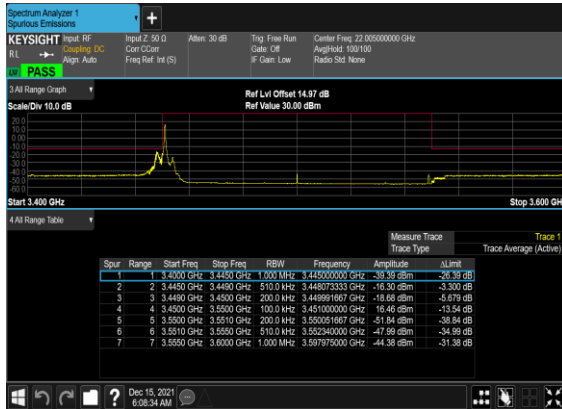 Spectrum Analyzer 1
Spurious Emissions
+
KEYSIGHT Input: RF Input Z: 50 Ω Atten: 30 dB Trig: Free Run Center Freq: 22.005000000 GHz
RL Coupling: DC Corr CCorr Gate: Off Avg|Hold: 100/100
Align: Auto Freq Ref: Int (S) IF Gain: Low Radio Std: None
PASS
3 All Range Graph
Ref Lvl Offset 14.97 dB
Scale/Div 10.0 dB Ref Value 30.00 dBm
20.0
10.0
0.00
-10.0
-20.0
-30.0
-40.0
-50.0
-60.0
Start 3.400 GHz Stop 3.600 GHz
4 All Range Table
Measure Trace Trace 1
Trace Type Trace Average (Active)
Spur Range Start Freq Stop Freq RBW Frequency Amplitude ΔLimit
1 1 3.4000 GHz 3.4450 GHz 1.000 MHz 3.445000000 GHz -39.39 dBm -26.39 dB
2 2 3.4450 GHz 3.4490 GHz 510.0 kHz 3.448073333 GHz -16.30 dBm -3.300 dB
3 3 3.4490 GHz 3.4500 GHz 200.0 kHz 3.449991667 GHz -18.68 dBm -5.679 dB
4 4 3.4500 GHz 3.5500 GHz 100.0 kHz 3.451000000 GHz 16.46 dBm -13.54 dB
5 5 3.5500 GHz 3.5510 GHz 200.0 kHz 3.550051667 GHz -51.84 dBm -38.84 dB
6 6 3.5510 GHz 3.5550 GHz 510.0 kHz 3.552340000 GHz -47.99 dBm -34.99 dB
7 7 3.5550 GHz 3.6000 GHz 1.000 MHz 3.597975000 GHz -44.38 dBm -31.38 dB
? Dec 15, 2021
6:08:34 AM